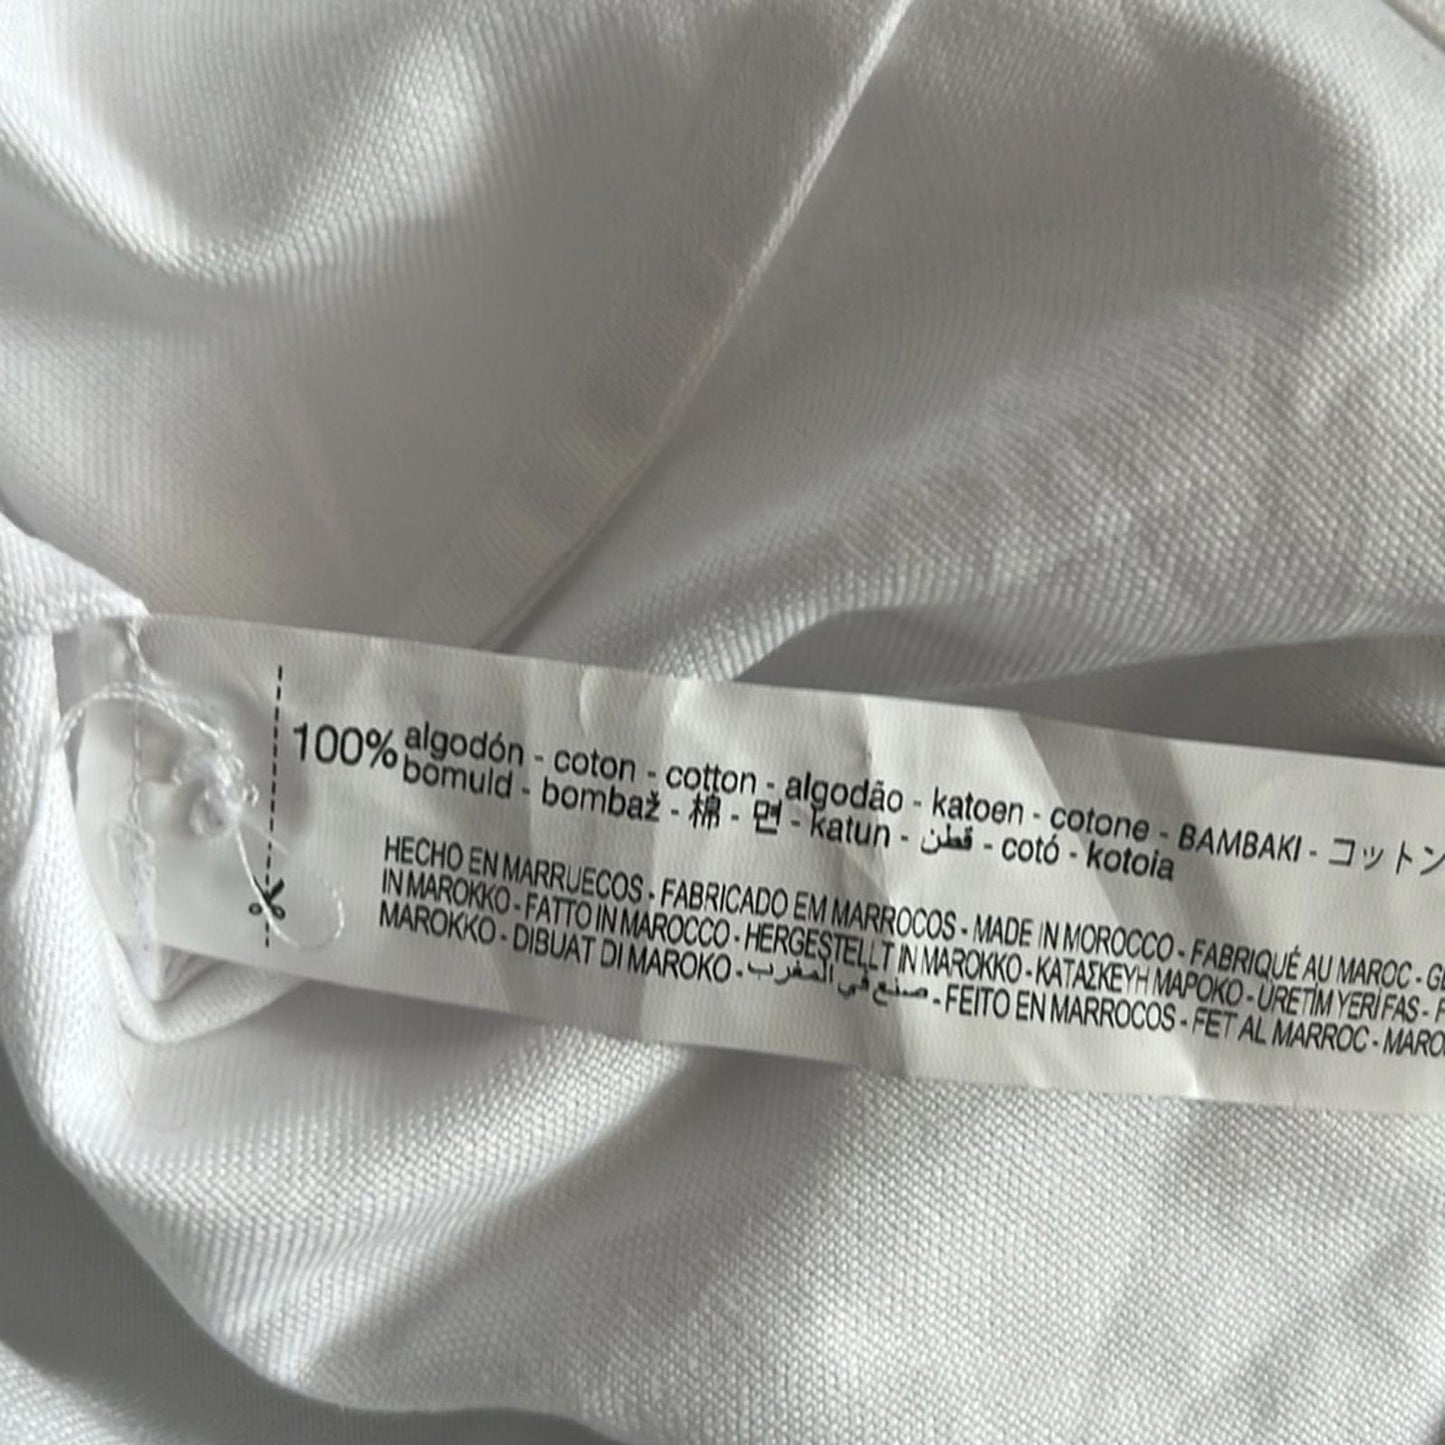 100% algodón - coton - cotton - algodão - katoen - cotone - BAMBAKI - コットン
bomuld - bombaž - 棉 - 면 - katun - قطن - cotó - kotoia
HECHO EN MARRUECOS - FABRICADO EM MARROCOS - MADE IN MOROCCO - FABRIQUÉ AU MAROC -
IN MAROKKO - FATTO IN MAROCCO - HERGESTELLT IN MAROKKO - ΚΑΤΑΣΚΕΥΗ ΜΑΡΟΚΟ - ÜRETİM YERİ FAS -
MAROKKO - DIBUAT DI MAROKO - صنع في المغرب - FEITO EN MARROCOS - FET AL MARROC -